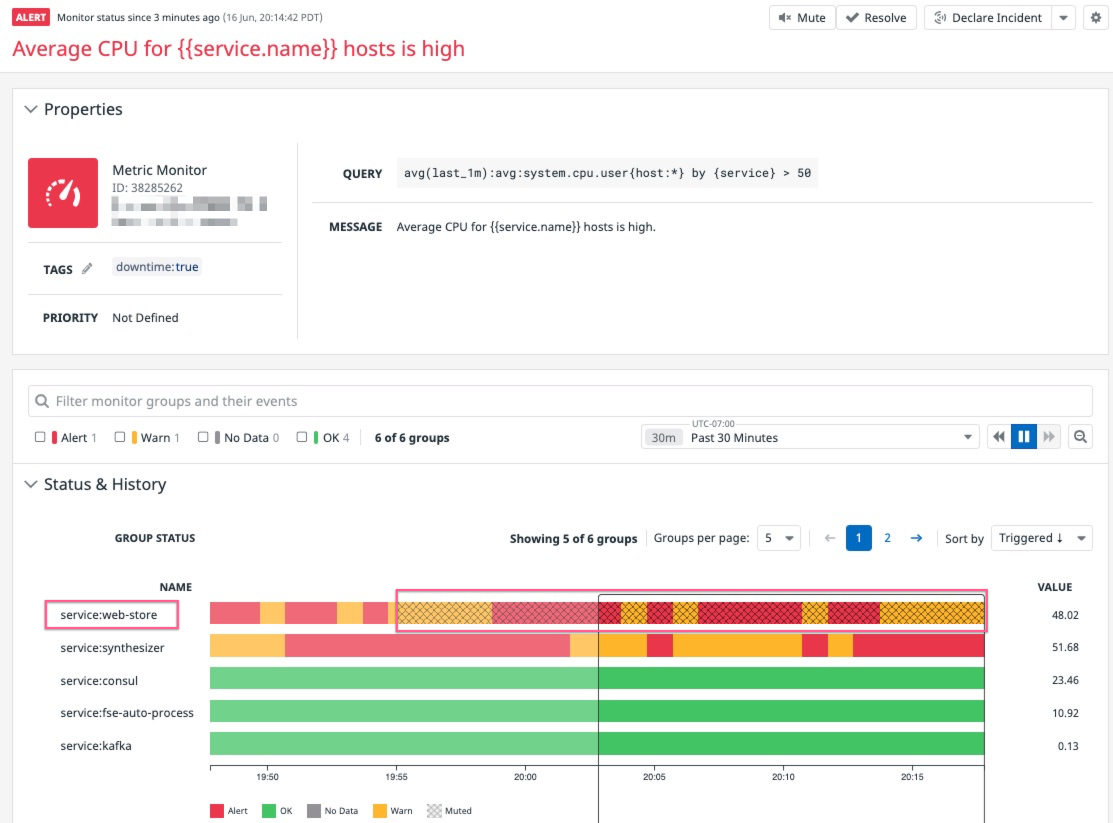 ALERT Monitor status since 3 minutes ago (16 Jun, 20:14:42 PDT) Mute Resolve Declare Incident
Average CPU for {{service.name}} hosts is high
Properties
Metric Monitor
ID: 38285262
QUERY avg(last_1m):avg:system.cpu.user{host:*} by {service} > 50
MESSAGE Average CPU for {{service.name}} hosts is high.
TAGS downtime:true
PRIORITY Not Defined
Filter monitor groups and their events
Alert 1 Warn 1 No Data 0 OK 4 6 of 6 groups
UTC-07:00
30m Past 30 Minutes
Status & History
GROUP STATUS Showing 5 of 6 groups Groups per page: 5 ← 1 2 → Sort by Triggered ↓
NAME VALUE
service:web-store 48.02
service:synthesizer 51.68
service:consul 23.46
service:fse-auto-process 10.92
service:kafka 0.13
19:50 19:55 20:00 20:05 20:10 20:15
Alert OK No Data Warn Muted